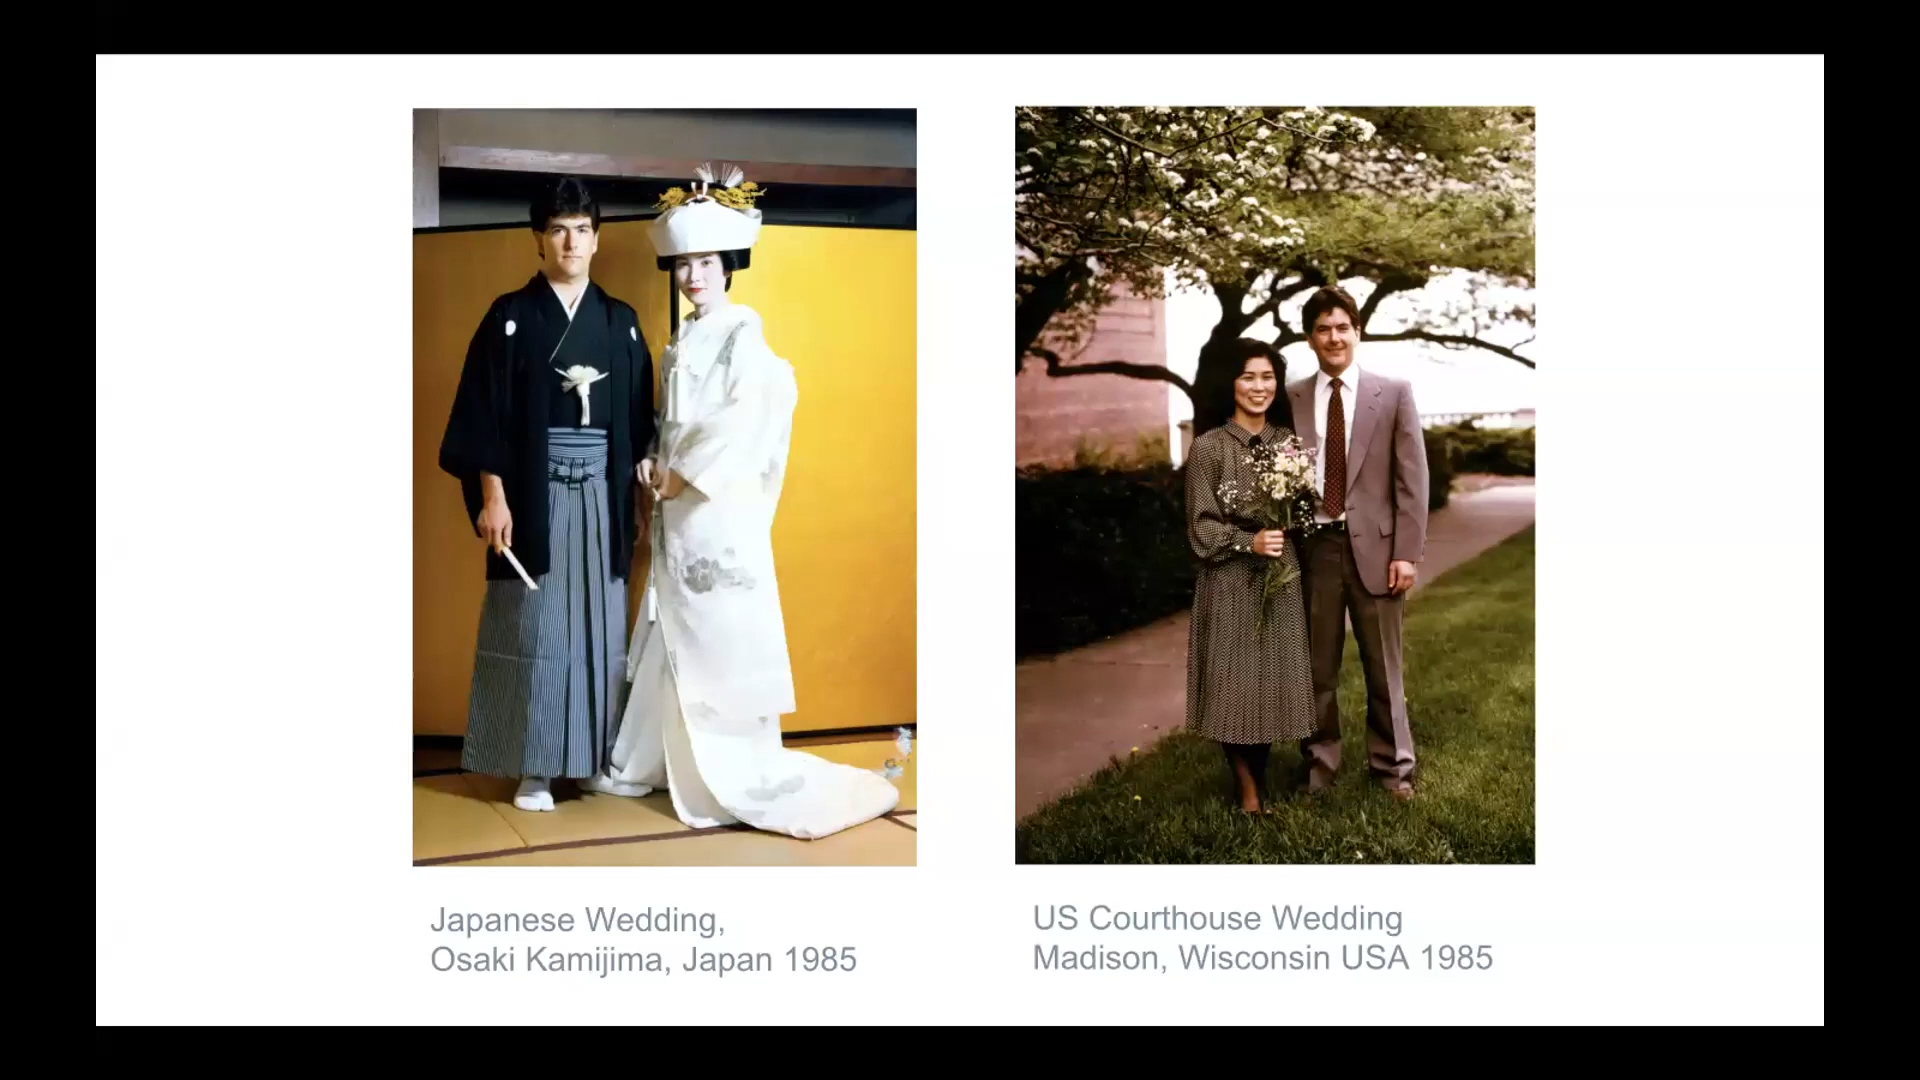 Japanese Wedding,
Osaki Kamijima, Japan 1985
US Courthouse Wedding
Madison, Wisconsin USA 1985